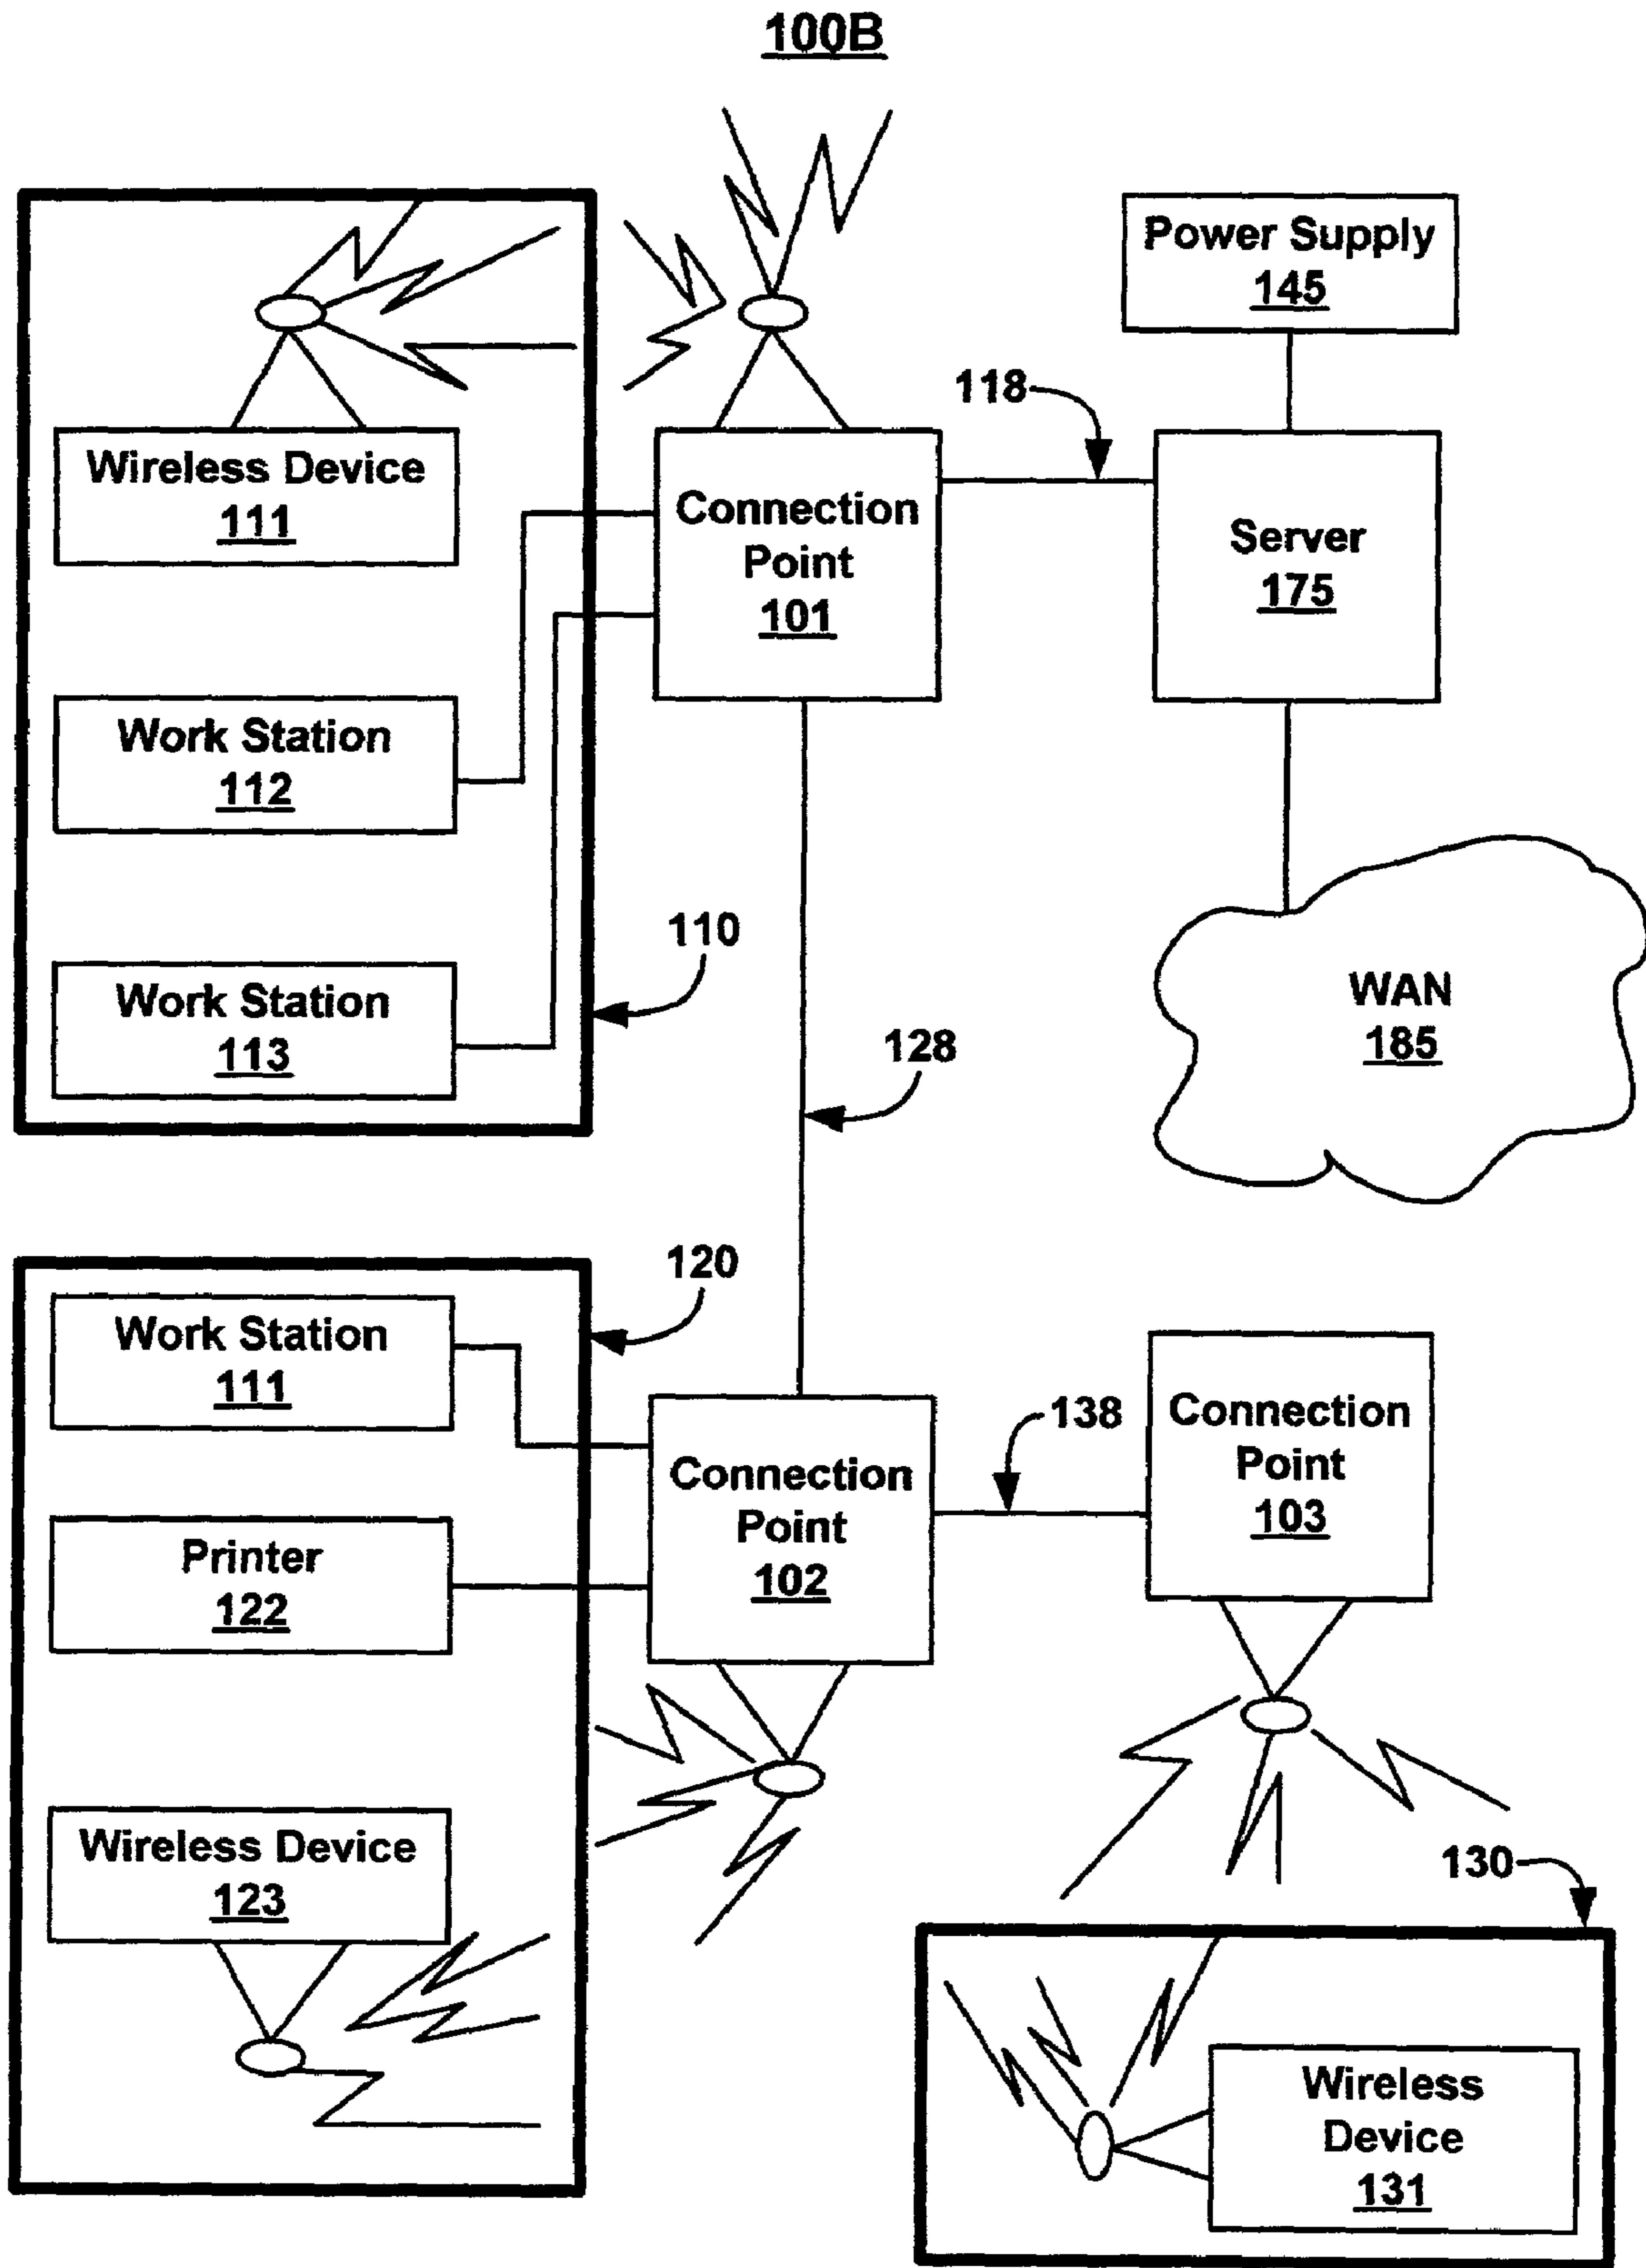 100B
Power Supply
145
118
Wireless Device
111
Connection
Point
101
Server
175
Work Station
112
110
Work Station
113
WAN
185
128
120
Work Station
111
138
Connection
Point
103
Connection
Point
102
Printer
122
Wireless Device
123
130
Wireless
Device
131